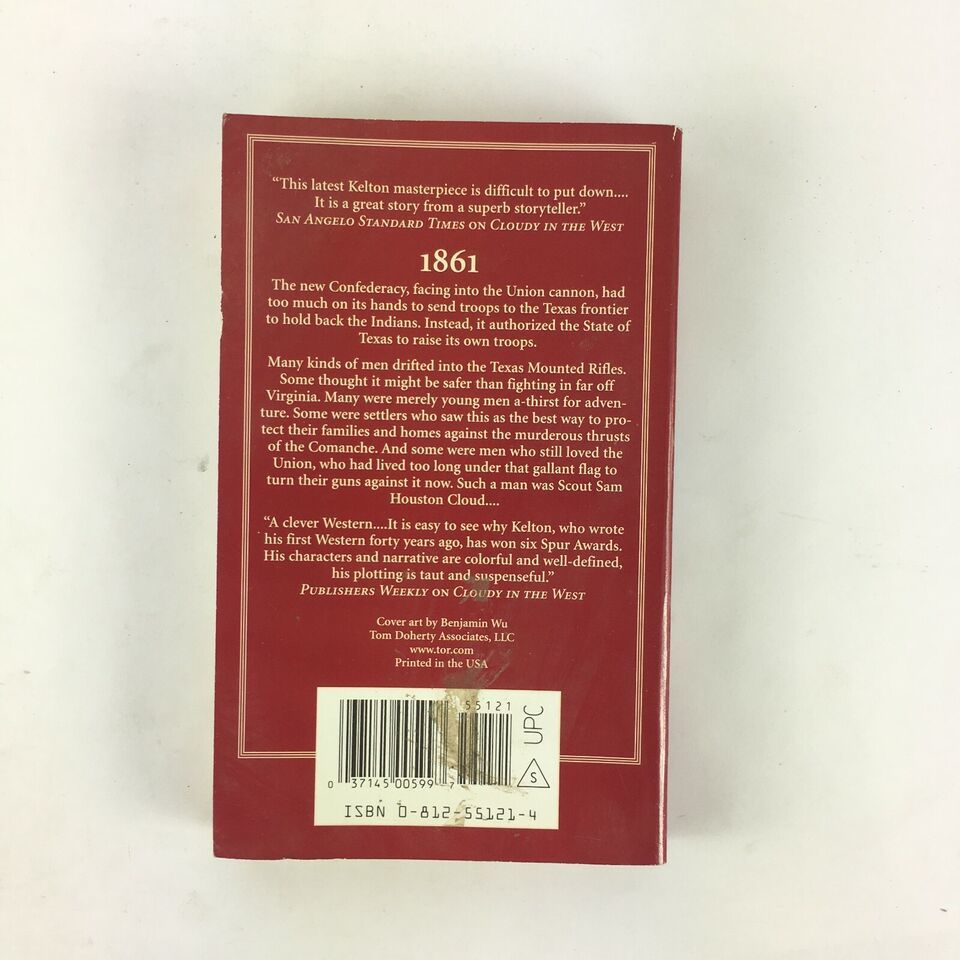 “This latest Kelton masterpiece is difficult to put down....
It is a great story from a superb storyteller.”
SAN ANGELO STANDARD TIMES ON CLOUDY IN THE WEST
1861
The new Confederacy, facing into the Union cannon, had
too much on its hands to send troops to the Texas frontier
to hold back the Indians. Instead, it authorized the State of
Texas to raise its own troops.
Many kinds of men drifted into the Texas Mounted Rifles.
Some thought it might be safer than fighting in far off
Virginia. Many were merely young men a-thirst for adven-
ture. Some were settlers who saw this as the best way to pro-
tect their families and homes against the murderous thrusts
of the Comanche. And some were men who still loved the
Union, who had lived too long under that gallant flag to
turn their guns against it now. Such a man was Scout Sam
Houston Cloud....
“A clever Western....It is easy to see why Kelton, who wrote
his first Western forty years ago, has won six Spur Awards.
His characters and narrative are colorful and well-defined,
his plotting is taut and suspenseful.”
PUBLISHERS WEEKLY ON CLOUDY IN THE WEST
Cover art by Benjamin Wu
Tom Doherty Associates, LLC
www.tor.com
Printed in the USA
55121
UPC
S
0 37145 00599 7
ISBN 0-812-55121-4